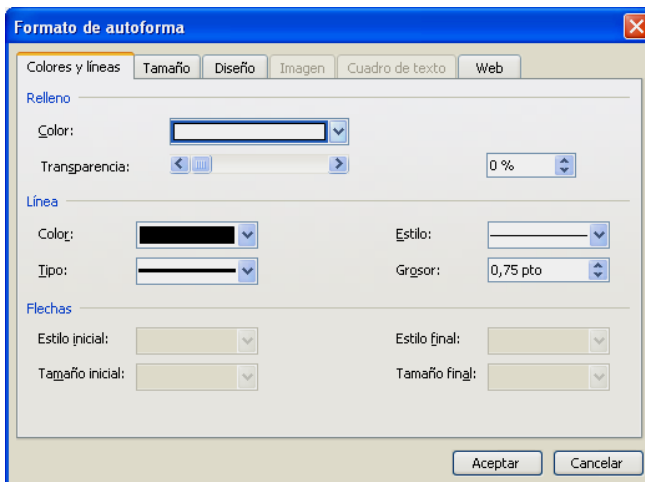 Formato de autoforma
Colores y líneas Tamaño Diseño Imagen Cuadro de texto Web
Relleno
Color:
Transparencia: 0 %
Línea
Color: Estilo:
Tipo: Grosor: 0,75 pto
Flechas
Estilo inicial: Estilo final:
Tamaño inicial: Tamaño final:
Aceptar Cancelar